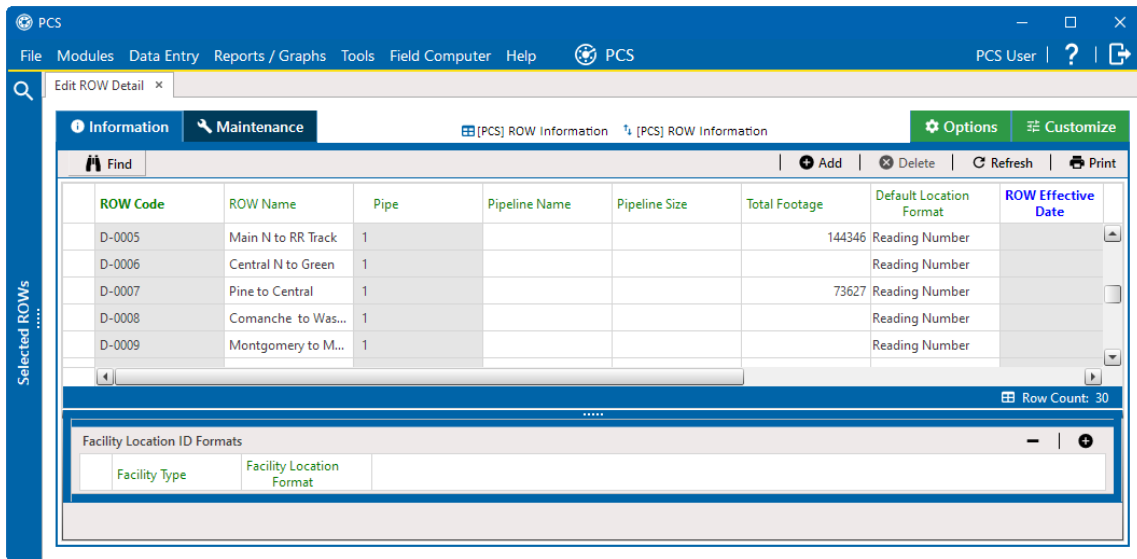 PCS
File Modules Data Entry Reports / Graphs Tools Field Computer Help PCS PCS User | ? |
Edit ROW Detail ×
Information Maintenance [PCS] ROW Information [PCS] ROW Information Options Customize
Find | Add | Delete | Refresh | Print
ROW Code ROW Name Pipe Pipeline Name Pipeline Size Total Footage Default Location Format ROW Effective Date
D-0005 Main N to RR Track 1 144346 Reading Number
D-0006 Central N to Green 1 Reading Number
D-0007 Pine to Central 1 73627 Reading Number
D-0008 Comanche to Was... 1 Reading Number
D-0009 Montgomery to M... 1 Reading Number
Selected ROWs
Row Count: 30
Facility Location ID Formats
Facility Type Facility Location Format